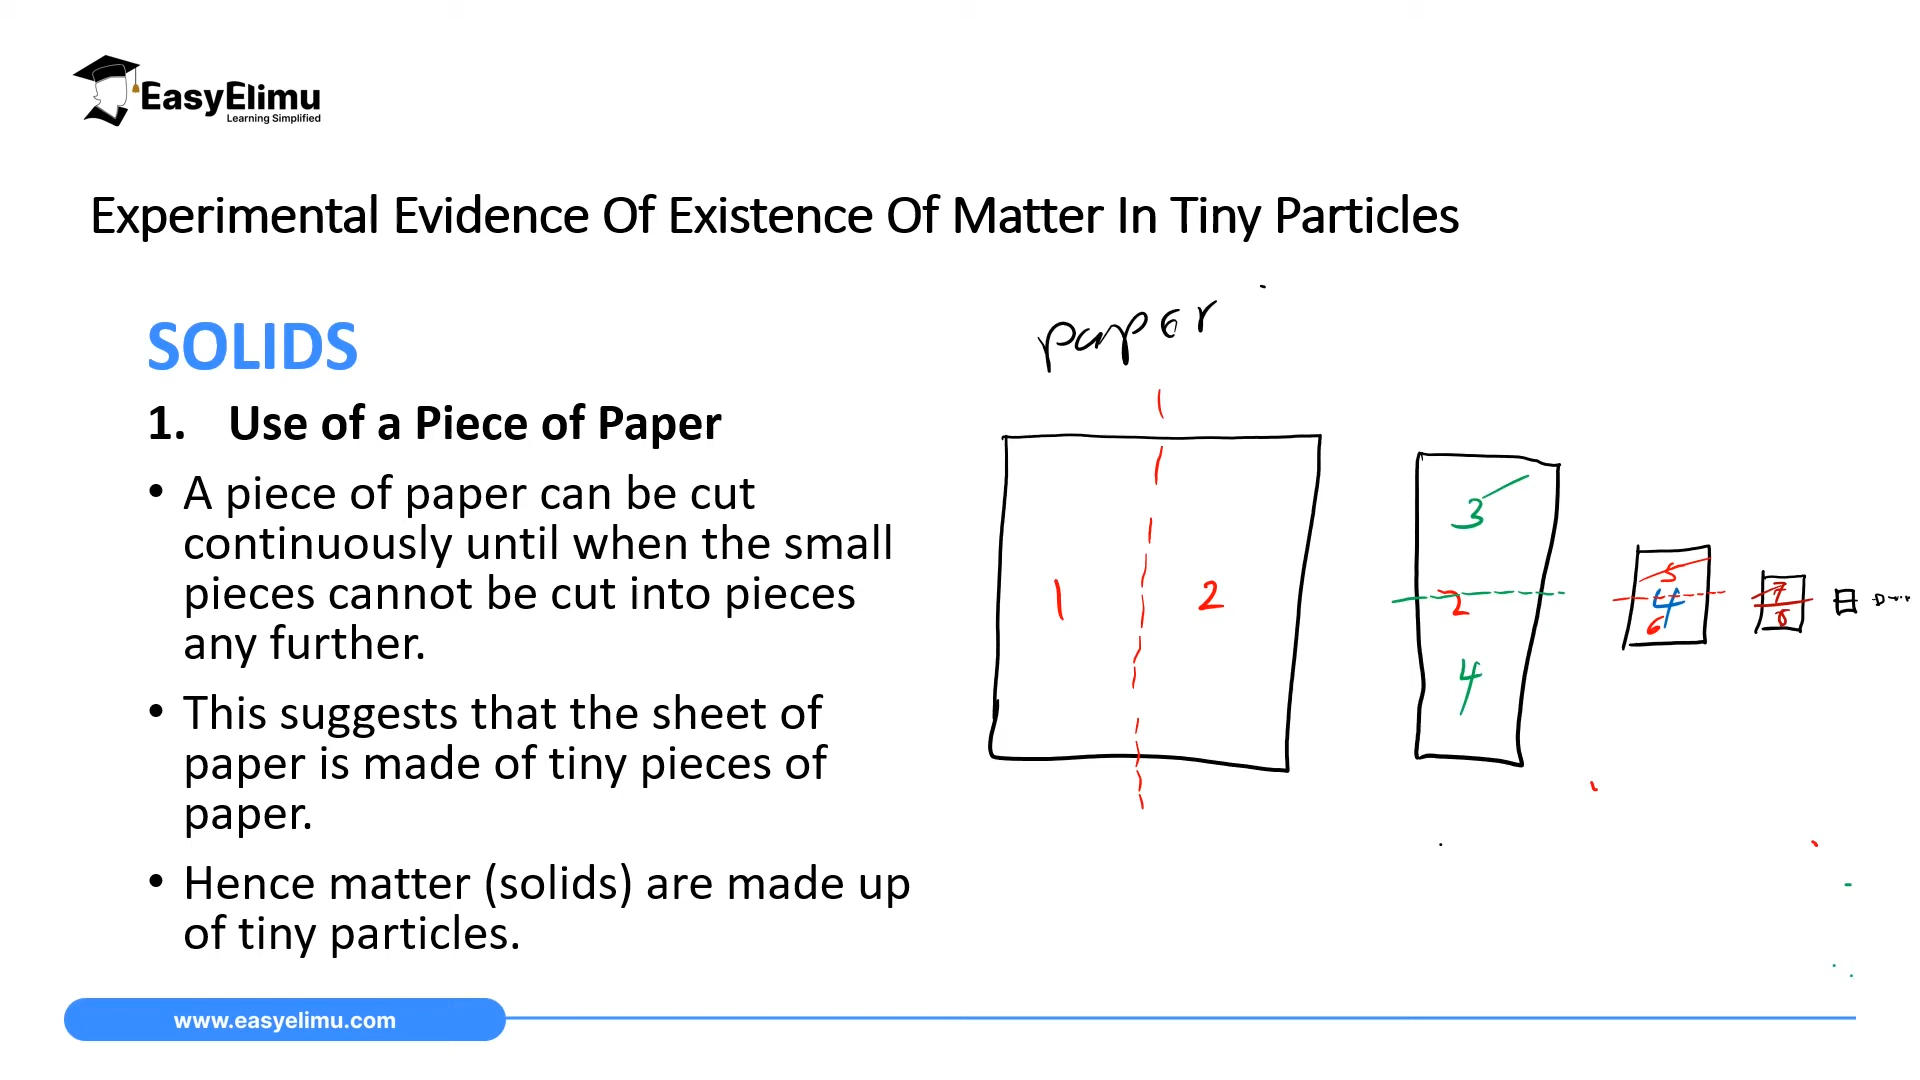 EasyElimu
Learning Simplified
Experimental Evidence Of Existence Of Matter In Tiny Particles
SOLIDS
1. Use of a Piece of Paper
• A piece of paper can be cut
continuously until when the small
pieces cannot be cut into pieces
any further.
• This suggests that the sheet of
paper is made of tiny pieces of
paper.
• Hence matter (solids) are made up
of tiny particles.
paper
1 2
3
2
4
5
4
6
7
8
www.easyelimu.com